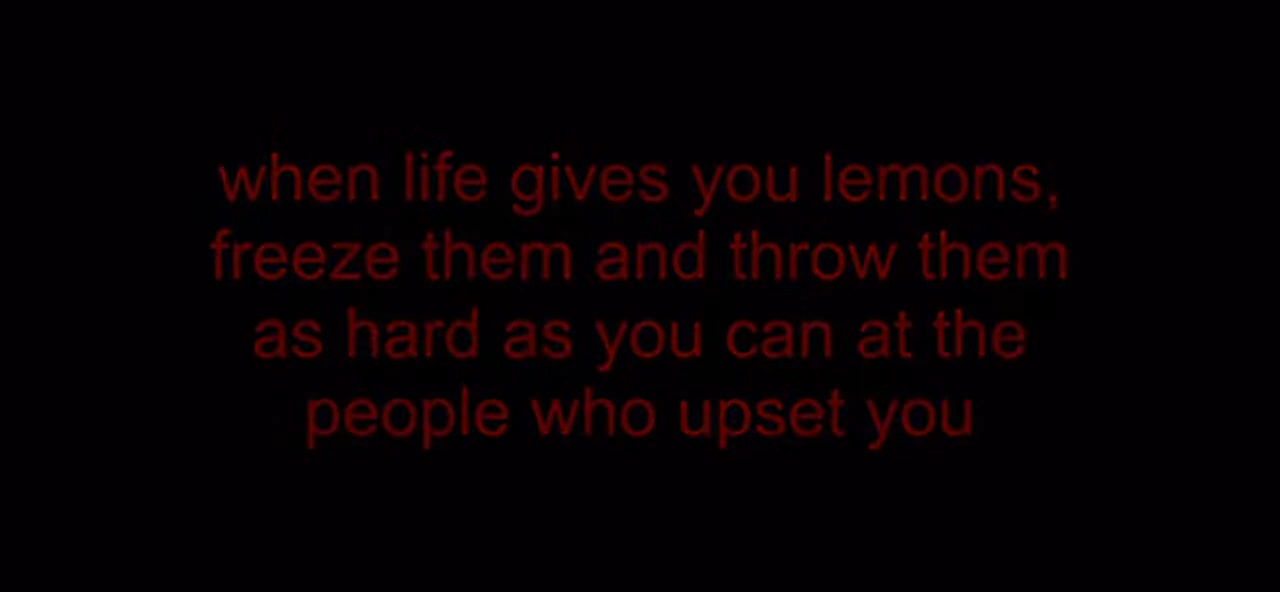 when life gives you lemons,
freeze them and throw them
as hard as you can at the
people who upset you